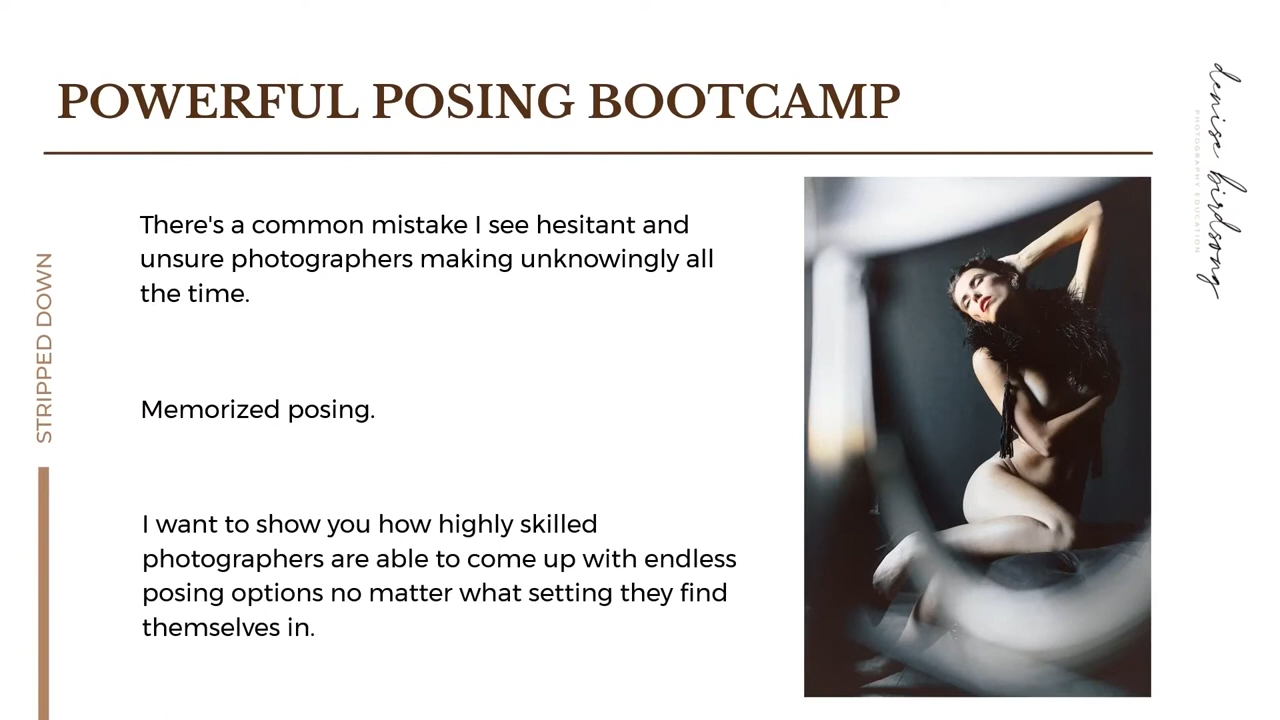 POWERFUL POSING BOOTCAMP
denise birdsong
PHOTOGRAPHY EDUCATION
STRIPPED DOWN
There's a common mistake I see hesitant and
unsure photographers making unknowingly all
the time.
Memorized posing.
I want to show you how highly skilled
photographers are able to come up with endless
posing options no matter what setting they find
themselves in.